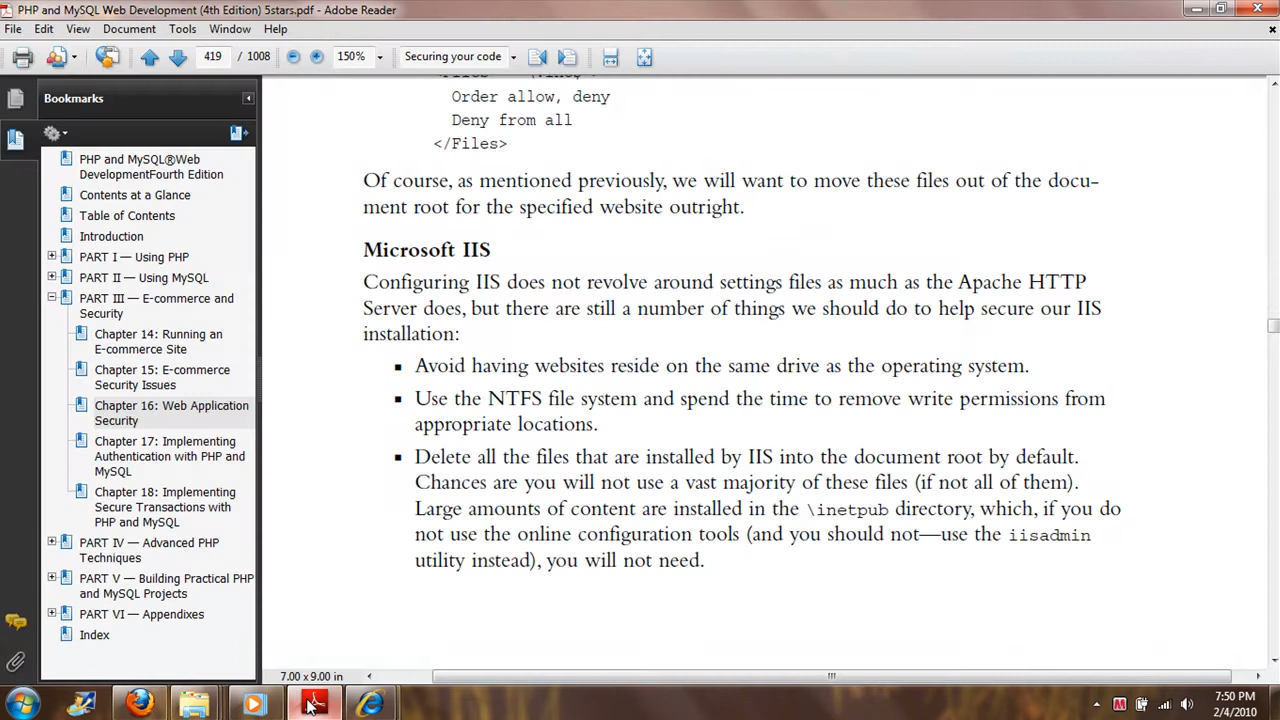 PHP and MySQL Web Development (4th Edition) 5stars.pdf - Adobe Reader
File Edit View Document Tools Window Help
419 / 1008 150% Securing your code
Bookmarks
PHP and MySQL®Web
DevelopmentFourth Edition
Contents at a Glance
Table of Contents
Introduction
PART I — Using PHP
PART II — Using MySQL
PART III — E-commerce and
Security
Chapter 14: Running an
E-commerce Site
Chapter 15: E-commerce
Security Issues
Chapter 16: Web Application
Security
Chapter 17: Implementing
Authentication with PHP and
MySQL
Chapter 18: Implementing
Secure Transactions with
PHP and MySQL
PART IV — Advanced PHP
Techniques
PART V — Building Practical PHP
and MySQL Projects
PART VI — Appendixes
Index
Order allow, deny
Deny from all
</Files>
Of course, as mentioned previously, we will want to move these files out of the docu-
ment root for the specified website outright.
Microsoft IIS
Configuring IIS does not revolve around settings files as much as the Apache HTTP
Server does, but there are still a number of things we should do to help secure our IIS
installation:
▪ Avoid having websites reside on the same drive as the operating system.
▪ Use the NTFS file system and spend the time to remove write permissions from
appropriate locations.
▪ Delete all the files that are installed by IIS into the document root by default.
Chances are you will not use a vast majority of these files (if not all of them).
Large amounts of content are installed in the \inetpub directory, which, if you do
not use the online configuration tools (and you should not—use the iisadmin
utility instead), you will not need.
7.00 x 9.00 in
7:50 PM
2/4/2010